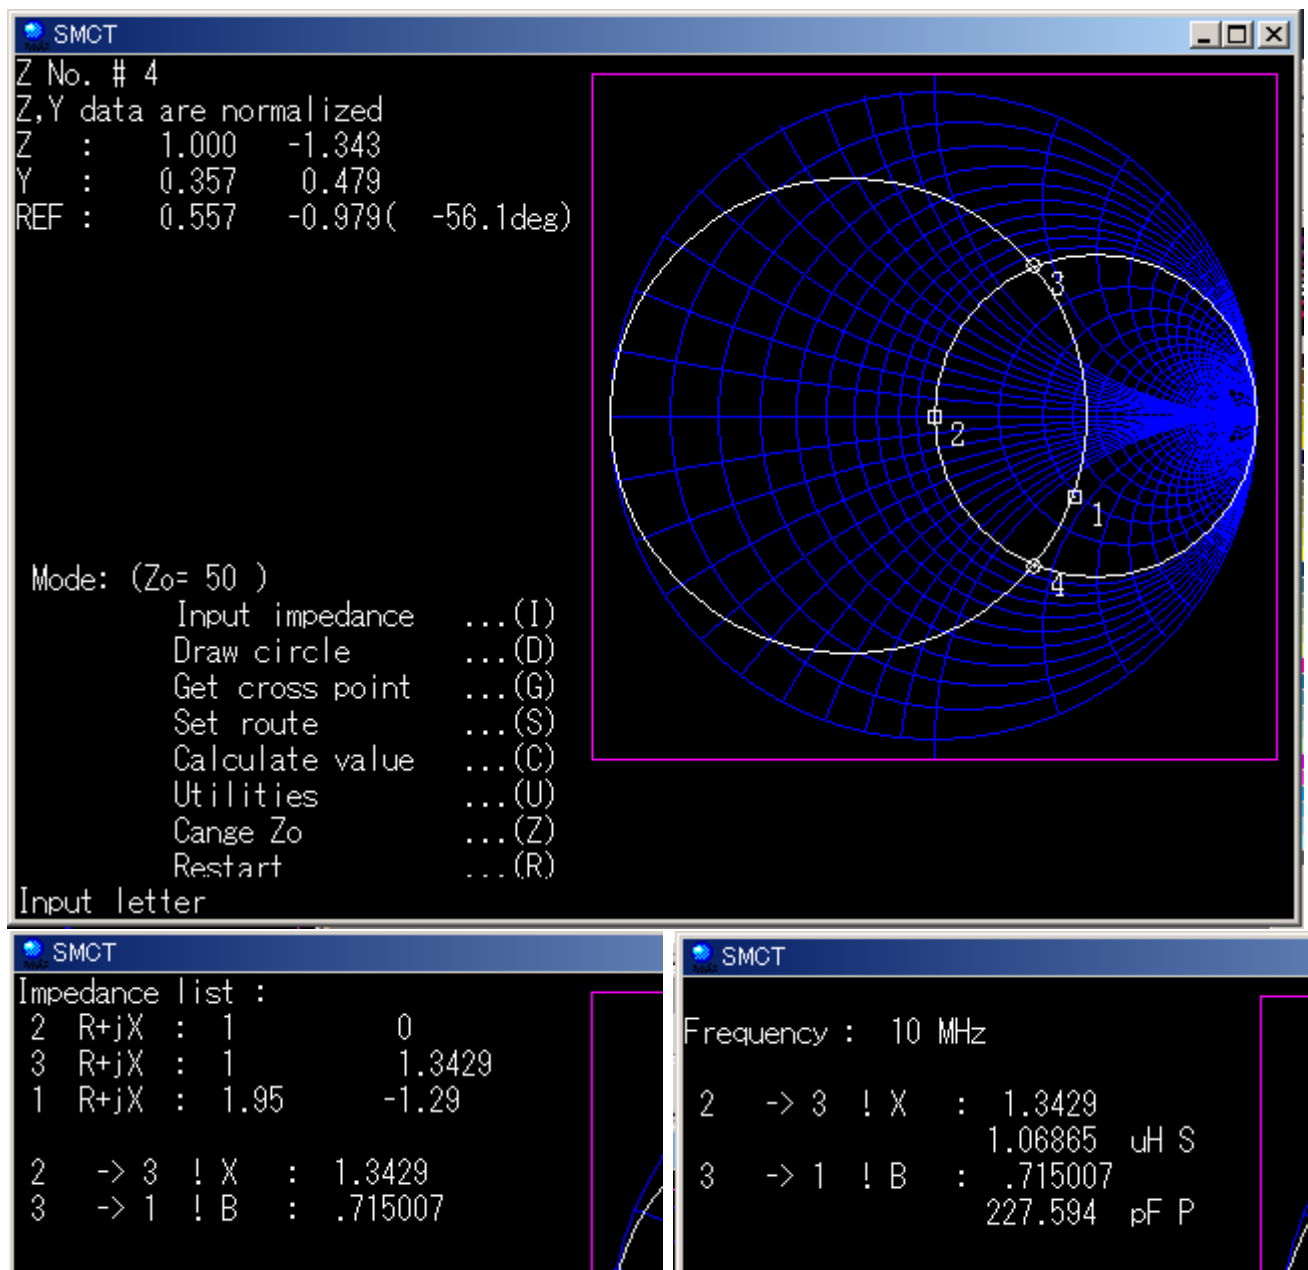 SMCT
Z No. # 4
Z,Y data are normalized
Z : 1.000 -1.343
Y : 0.357 0.479
REF : 0.557 -0.979( -56.1deg)
3
2
1
4
Mode: (Zo= 50 )
Input impedance ...(I)
Draw circle ...(D)
Get cross point ...(G)
Set route ...(S)
Calculate value ...(C)
Utilities ...(U)
Cange Zo ...(Z)
Restart ...(R)
Input letter
SMCT
Impedance list :
2 R+jX : 1 0
3 R+jX : 1 1.3429
1 R+jX : 1.95 -1.29
2 -> 3 ! X : 1.3429
3 -> 1 ! B : .715007
SMCT
Frequency : 10 MHz
2 -> 3 ! X : 1.3429
1.06865 uH S
3 -> 1 ! B : .715007
227.594 pF P